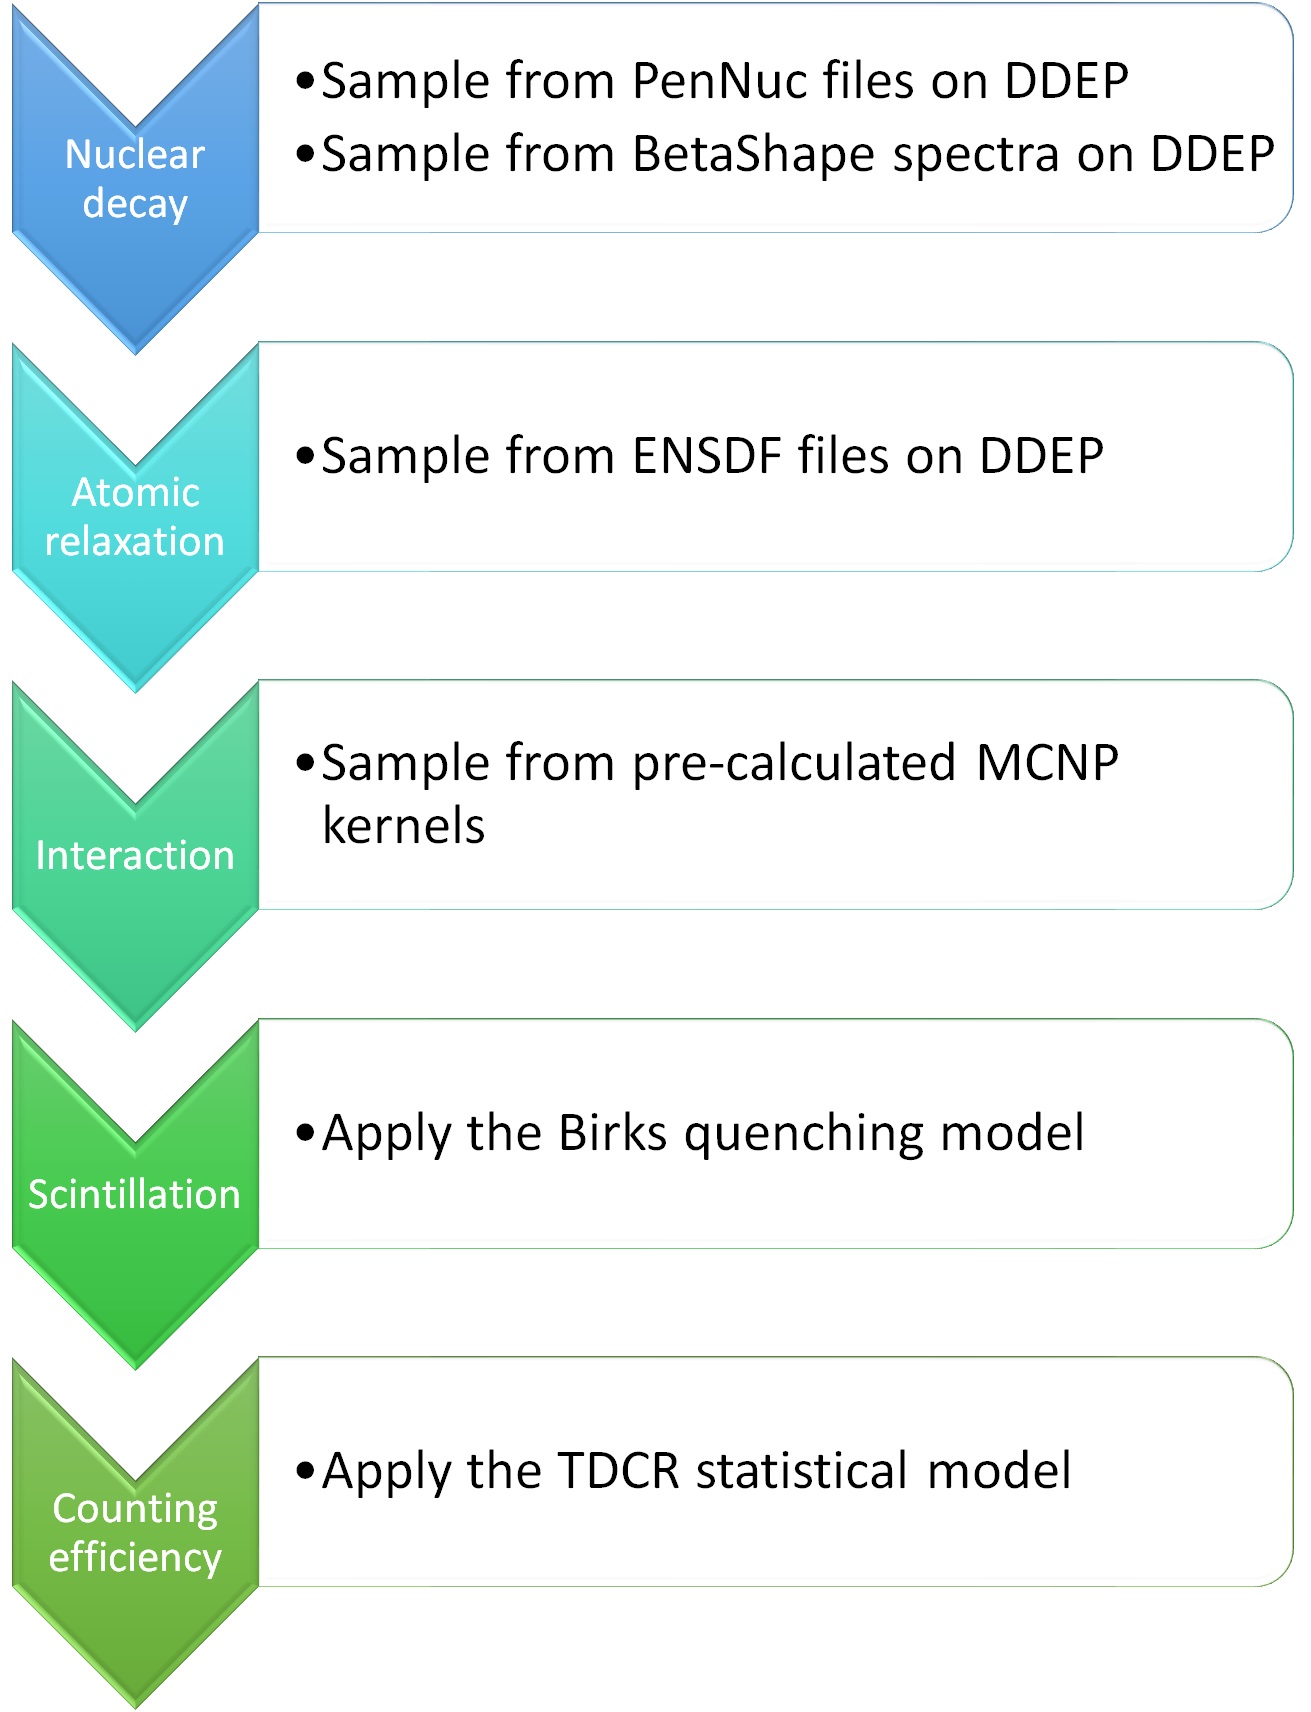 Nuclear
decay
•Sample from PenNuc files on DDEP
•Sample from BetaShape spectra on DDEP
Atomic
relaxation
•Sample from ENSDF files on DDEP
Interaction
•Sample from pre-calculated MCNP
kernels
Scintillation
•Apply the Birks quenching model
Counting
efficiency
•Apply the TDCR statistical model